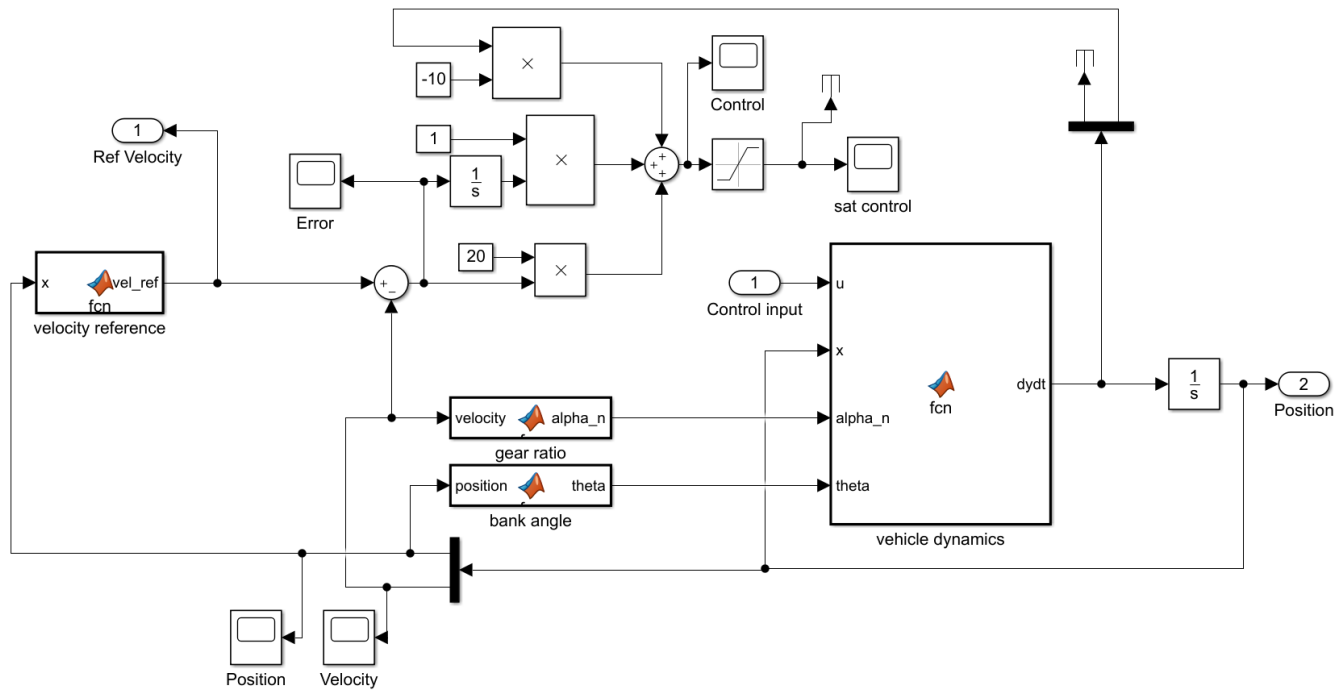 ×
-10
Control
1
Ref Velocity
1
×
1
s
Error
+
+
+
sat control
20
×
x
vel_ref
fcn
velocity reference
+
−
1
Control input
u
x
alpha_n
theta
fcn
dydt
vehicle dynamics
1
s
2
Position
velocity
alpha_n
gear ratio
position
theta
bank angle
Position
Velocity